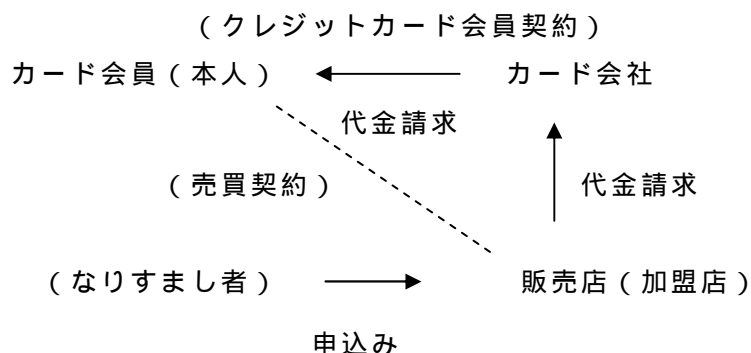 （クレジットカード会員契約）
カード会員（本人） カード会社
代金請求
（売買契約） 代金請求
（なりすまし者） 販売店（加盟店）
申込み